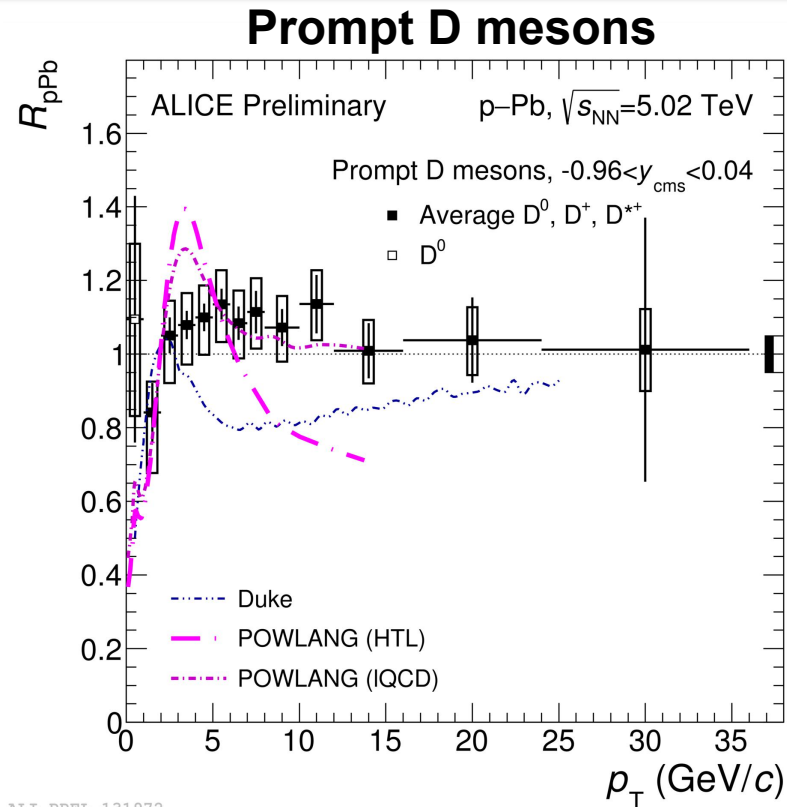 Prompt D mesons
R_pPb
ALICE Preliminary
p–Pb, √s_NN=5.02 TeV
Prompt D mesons, -0.96<y_cms<0.04
Average D⁰, D⁺, D*⁺
D⁰
1.6
1.4
1.2
1
0.8
0.6
0.4
0.2
0
Duke
POWLANG (HTL)
POWLANG (lQCD)
0 5 10 15 20 25 30 35
p_T (GeV/c)